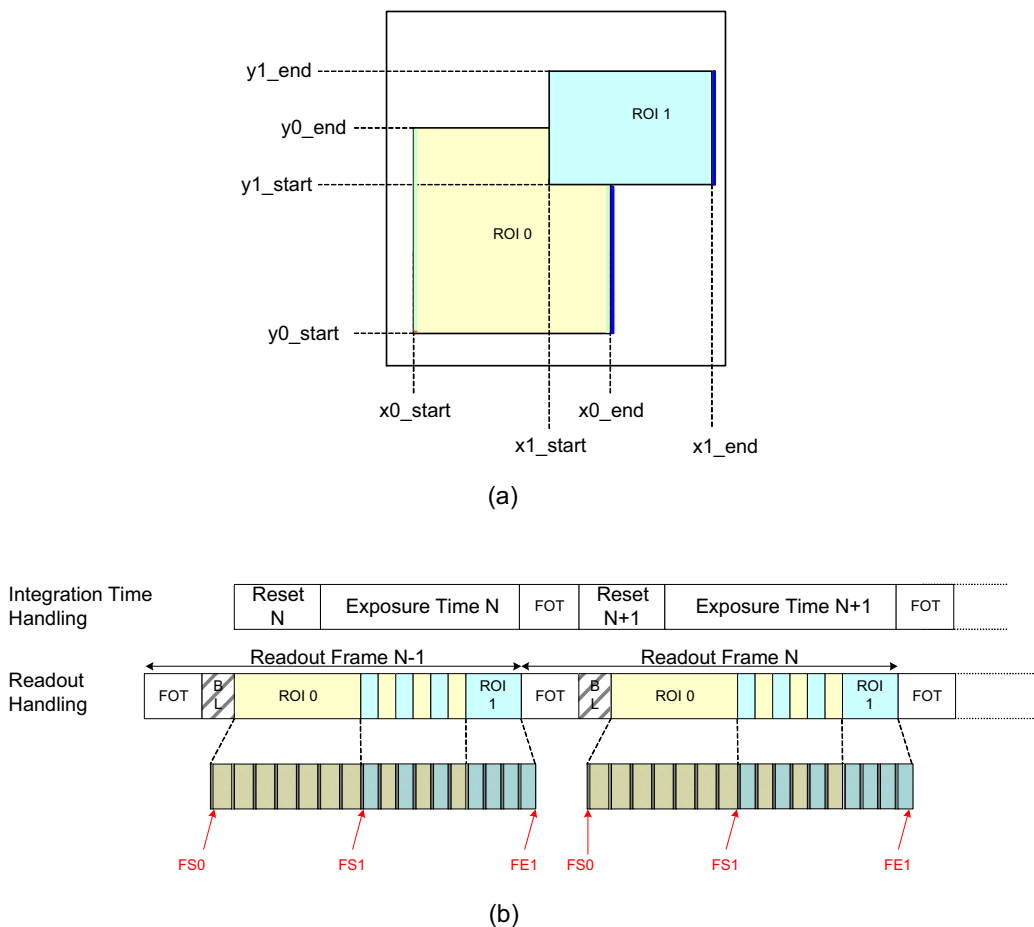 y1_end
ROI 1
y0_end
y1_start
ROI 0
y0_start
x0_start
x0_end
x1_start
x1_end
(a)
Integration Time
Handling
Reset
N
Exposure Time N
FOT
Reset
N+1
Exposure Time N+1
FOT
Readout Frame N-1
Readout Frame N
Readout
Handling
FOT
B
L
ROI 0
ROI
1
FOT
B
L
ROI 0
ROI
1
FOT
FS0
FS1
FE1
FS0
FS1
FE1
(b)